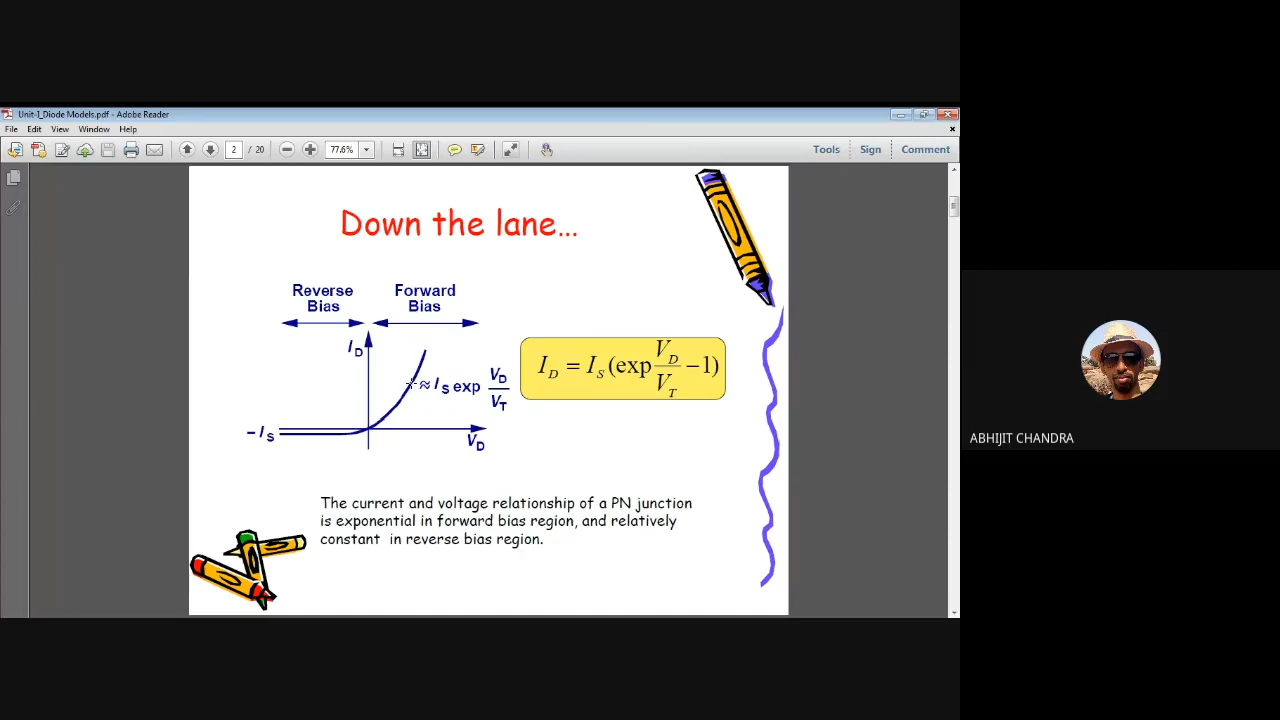 Unit-I_Diode Models.pdf - Adobe Reader
File Edit View Window Help
2 / 20 77.6% Tools Sign Comment
Down the lane...
Reverse Bias
Forward Bias
I_D
≈ I_S exp V_D / V_T
I_D = I_S (exp V_D / V_T − 1)
− I_S
V_D
The current and voltage relationship of a PN junction
is exponential in forward bias region, and relatively
constant in reverse bias region.
ABHIJIT CHANDRA